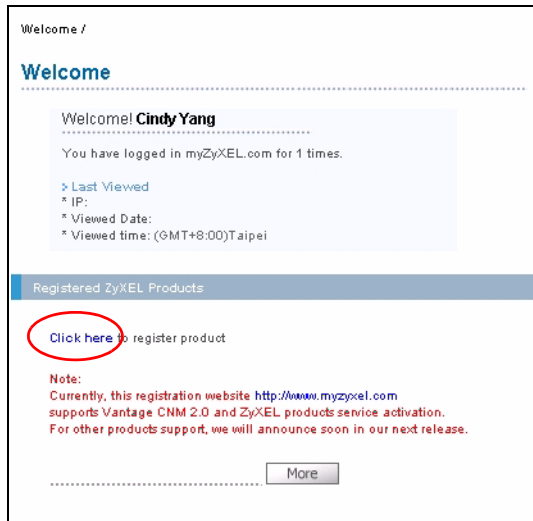 Welcome /
Welcome
Welcome! Cindy Yang
You have logged in myZyXEL.com for 1 times.
Last Viewed
* IP:
* Viewed Date:
* Viewed time: (GMT+8:00)Taipei
Registered ZyXEL Products
Click here to register product
Note:
Currently, this registration website http://www.myzyxel.com
supports Vantage CNM 2.0 and ZyXEL products service activation.
For other products support, we will announce soon in our next release.
More